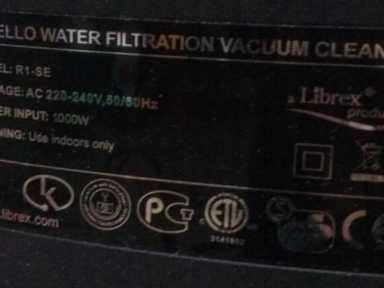 ELLO WATER FILTRATION VACUUM CLEAN
EL: R1-SE
AGE: AC 220-240V, 50/60Hz
ER INPUT: 1000W
NING: Use indoors only
a Librex
produ
librex.com